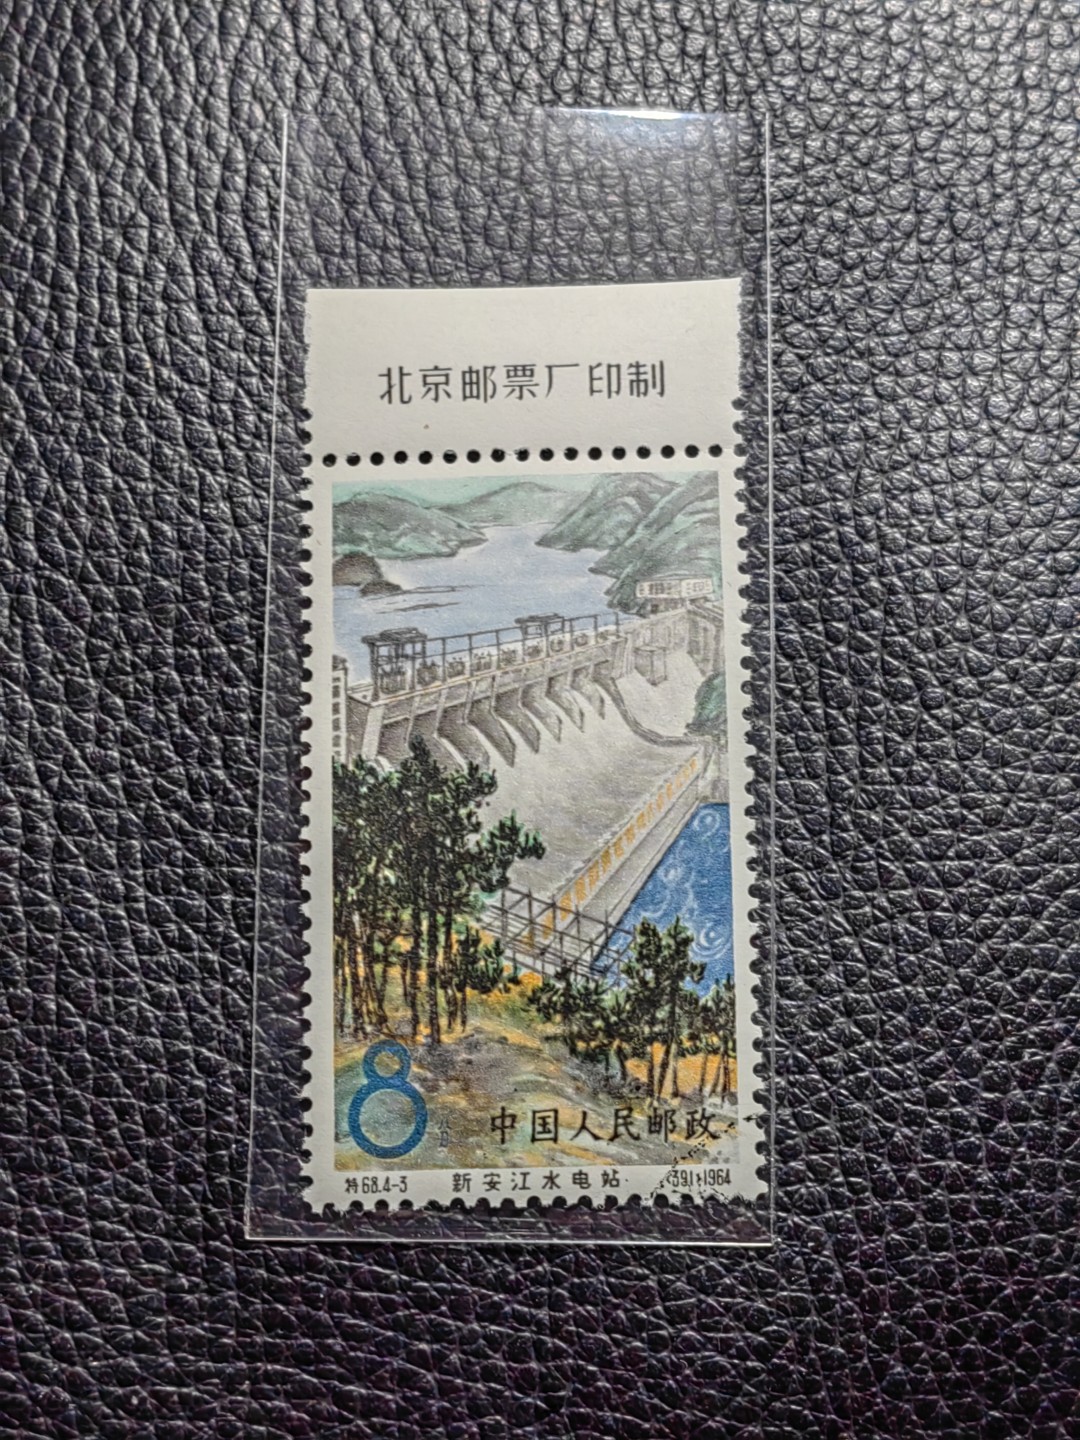 北京邮票厂印制
8分
中国人民邮政
特68.4-3 新安江水电站 (391) 1964